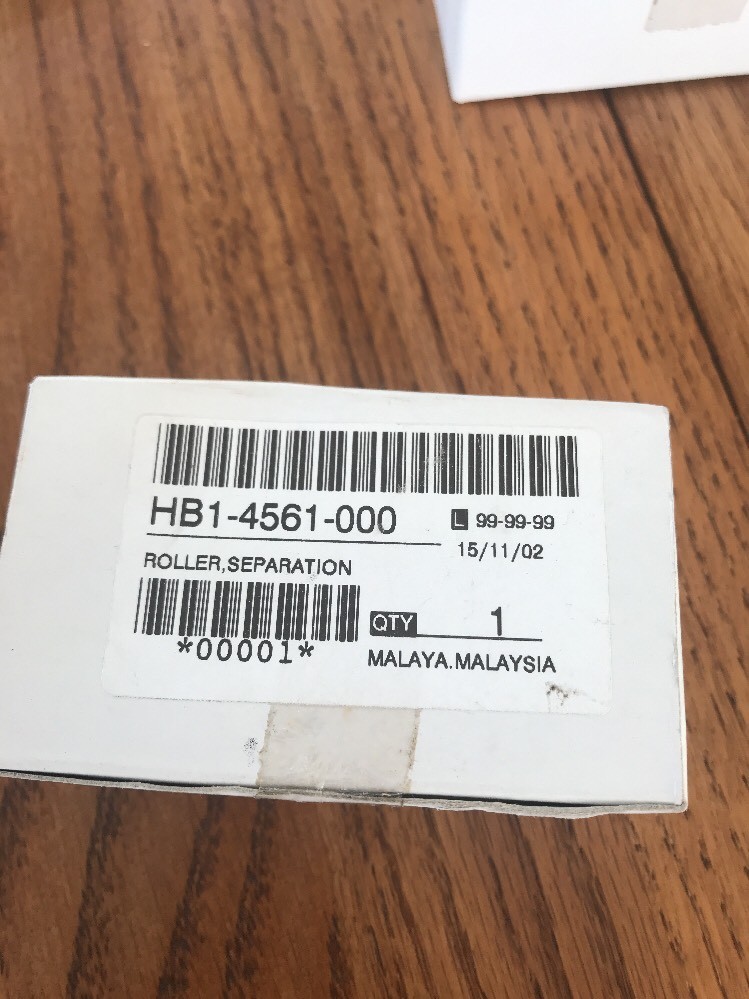 HB1-4561-000 L 99-99-99
15/11/02
ROLLER,SEPARATION
QTY 1
*00001*
MALAYA.MALAYSIA